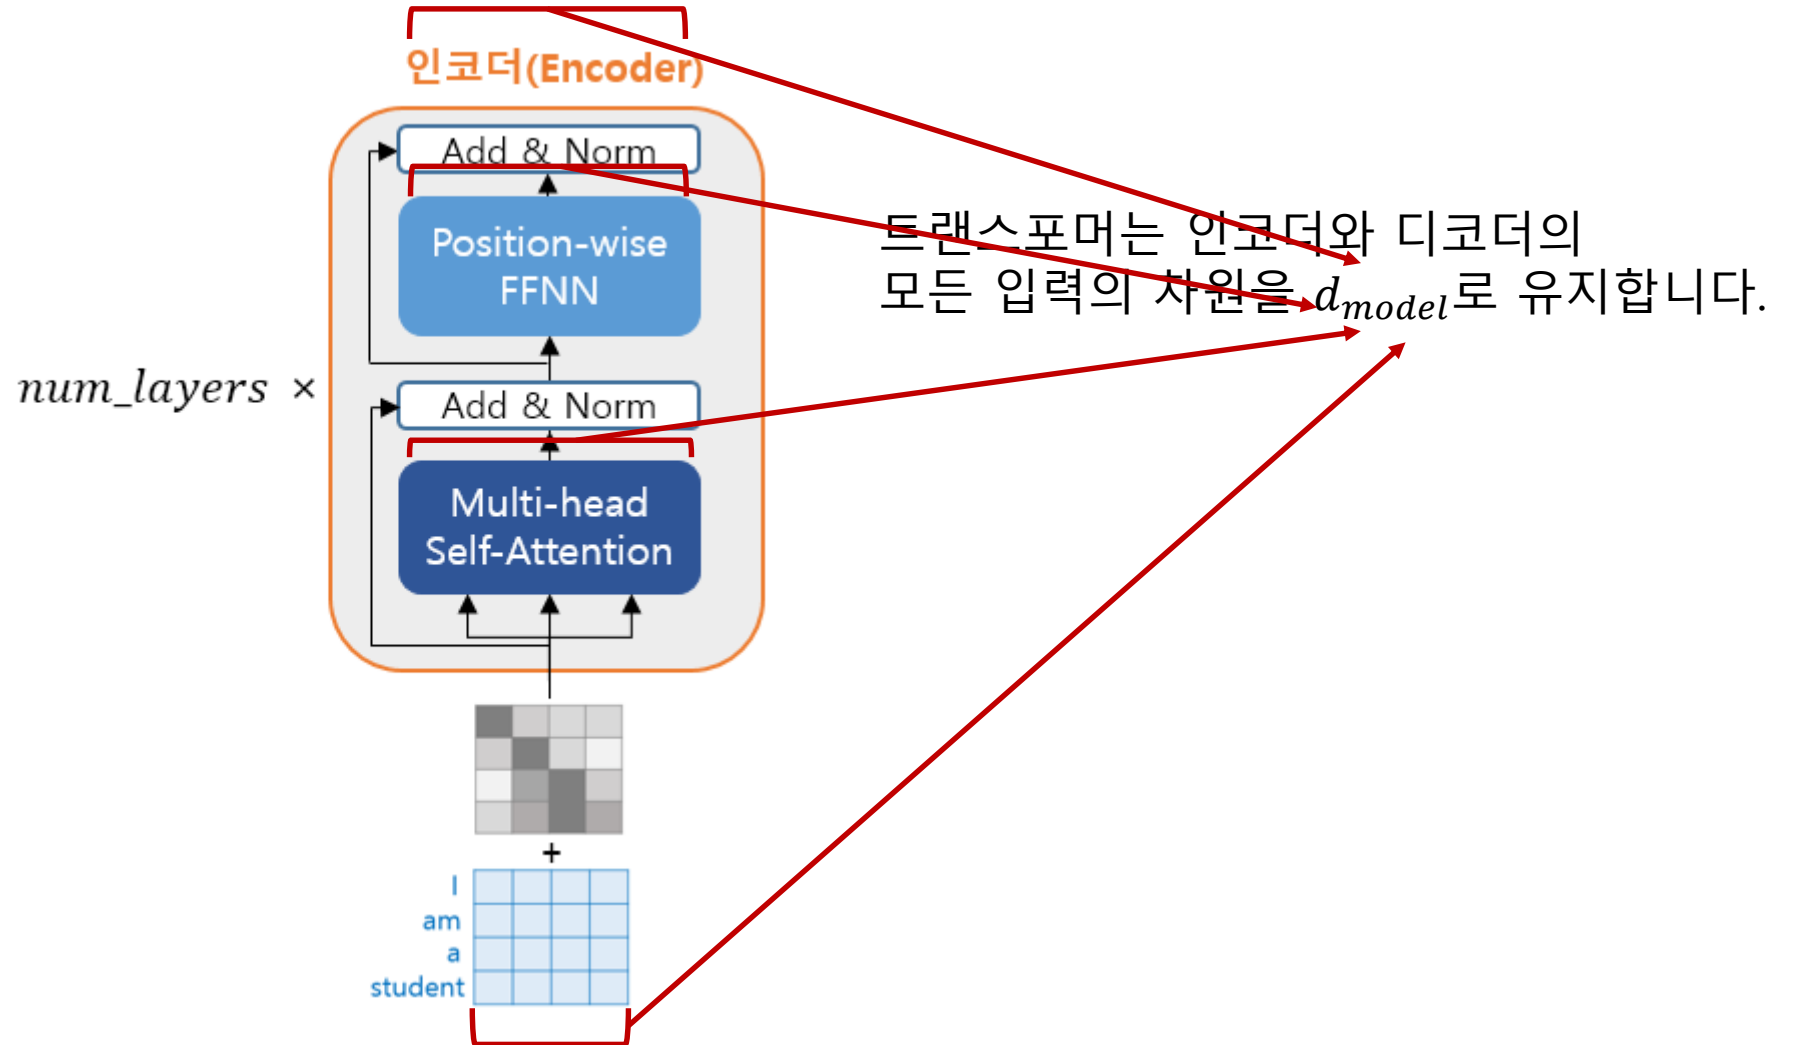 인코더(Encoder)
Add & Norm
Position-wise
FFNN
트랜스포머는 인코더와 디코더의
모든 입력의 차원을 d_model로 유지합니다.
num_layers ×
Add & Norm
Multi-head
Self-Attention
+
I
am
a
student